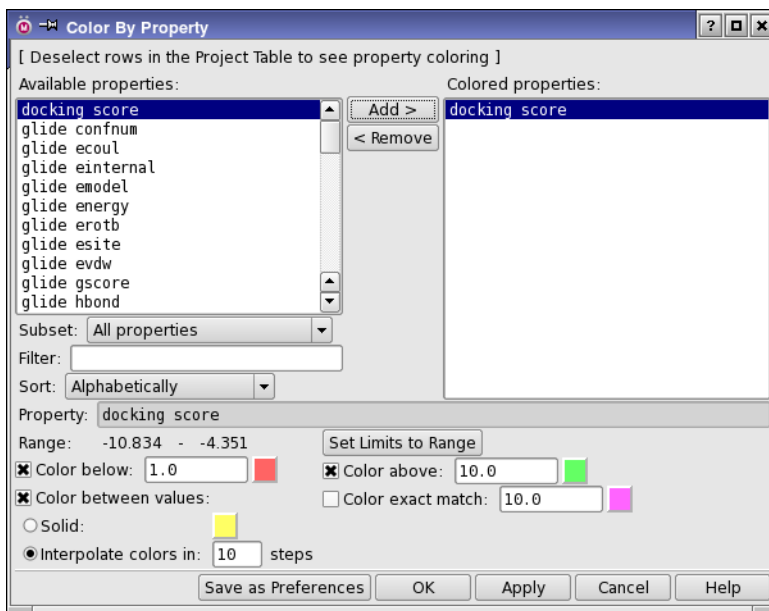 Color By Property
[ Deselect rows in the Project Table to see property coloring ]
Available properties:
Colored properties:
docking score
glide confnum
glide ecoul
glide einternal
glide emodel
glide energy
glide erotb
glide esite
glide evdw
glide gscore
glide hbond
Add >
< Remove
docking score
Subset: All properties
Filter:
Sort: Alphabetically
Property: docking score
Range: -10.834 - -4.351 Set Limits to Range
Color below: 1.0 Color above: 10.0
Color between values: Color exact match: 10.0
Solid:
Interpolate colors in: 10 steps
Save as Preferences OK Apply Cancel Help